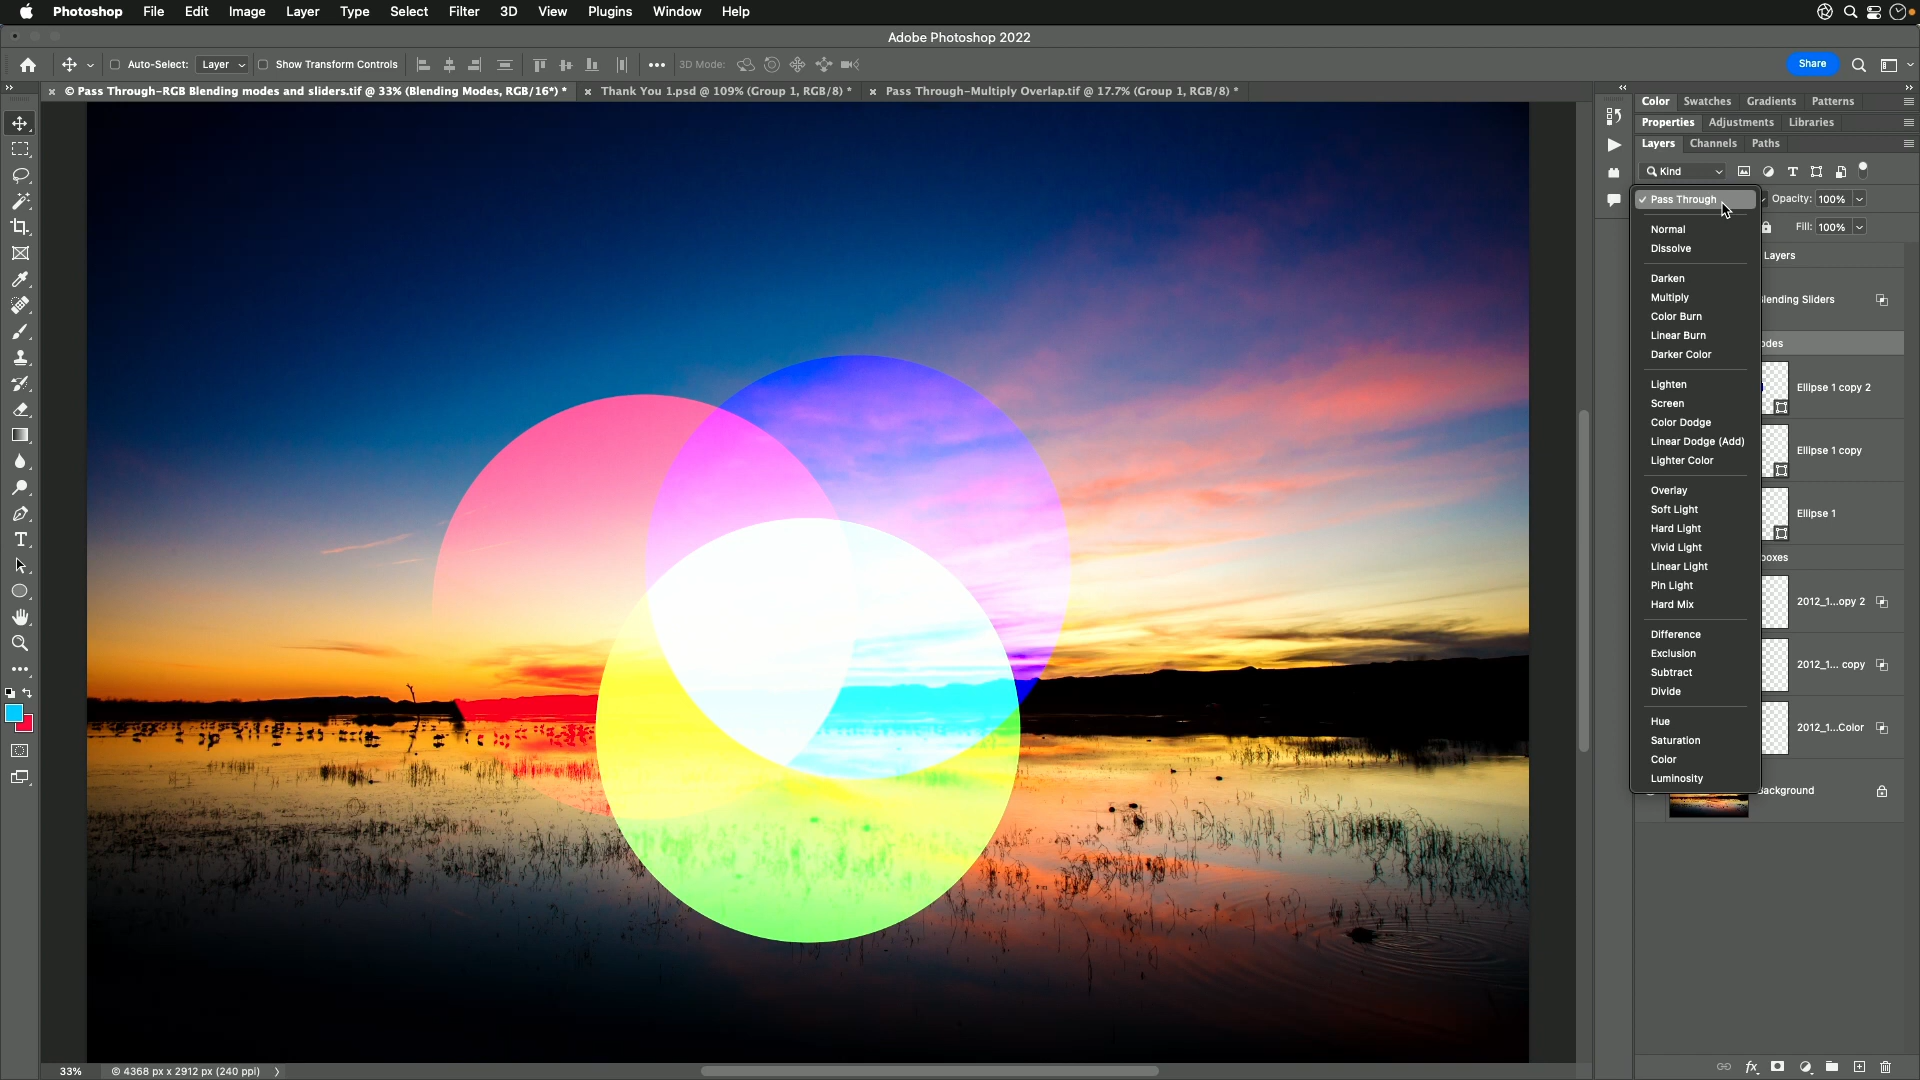 Photoshop File Edit Image Layer Type Select Filter 3D View Plugins Window Help
Adobe Photoshop 2022
Auto-Select: Layer Show Transform Controls 3D Mode: Share
× © Pass Through-RGB Blending modes and sliders.tif @ 33% (Blending Modes, RGB/16*) * × Thank You 1.psd @ 109% (Group 1, RGB/8) * × Pass Through-Multiply Overlap.tif @ 17.7% (Group 1, RGB/8) *
Color Swatches Gradients Patterns
Properties Adjustments Libraries
Layers Channels Paths
Kind
✓ Pass Through Opacity: 100%
Normal Fill: 100%
Dissolve
Layers
Darken
Multiply lending Sliders
Color Burn
Linear Burn
odes
Darker Color
Lighten
Ellipse 1 copy 2
Screen
Color Dodge
Linear Dodge (Add)
Ellipse 1 copy
Lighter Color
Overlay
Soft Light
Ellipse 1
Hard Light
Vivid Light
boxes
Linear Light
Pin Light
Hard Mix 2012_1...opy 2
Difference
Exclusion
2012_1... copy
Subtract
Divide
Hue
2012_1...Color
Saturation
Color
Luminosity
ackground
33% © 4368 px x 2912 px (240 ppi)